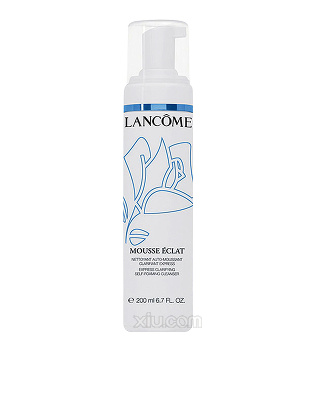 LANCÔME
MOUSSE ÉCLAT
NETTOYANT AUTO-MOUSSANT
CLARIFIANT EXPRESS
EXPRESS CLARIFYING
SELF-FOAMING CLEANSER
e 200 ml 6.7 FL. OZ.
xiu.com